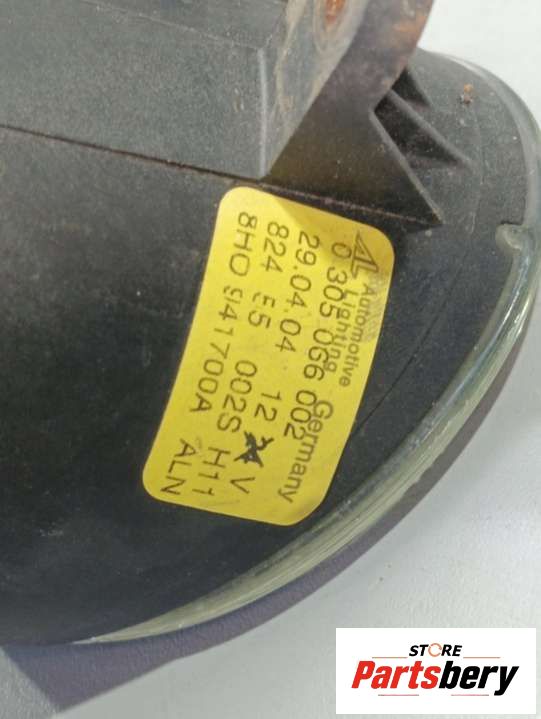 Automotive
Lighting Germany
0 305 066 002
29.04.04 12 V
824 E5 002S H11
8H0 941700A ALN
STORE
Partsbery